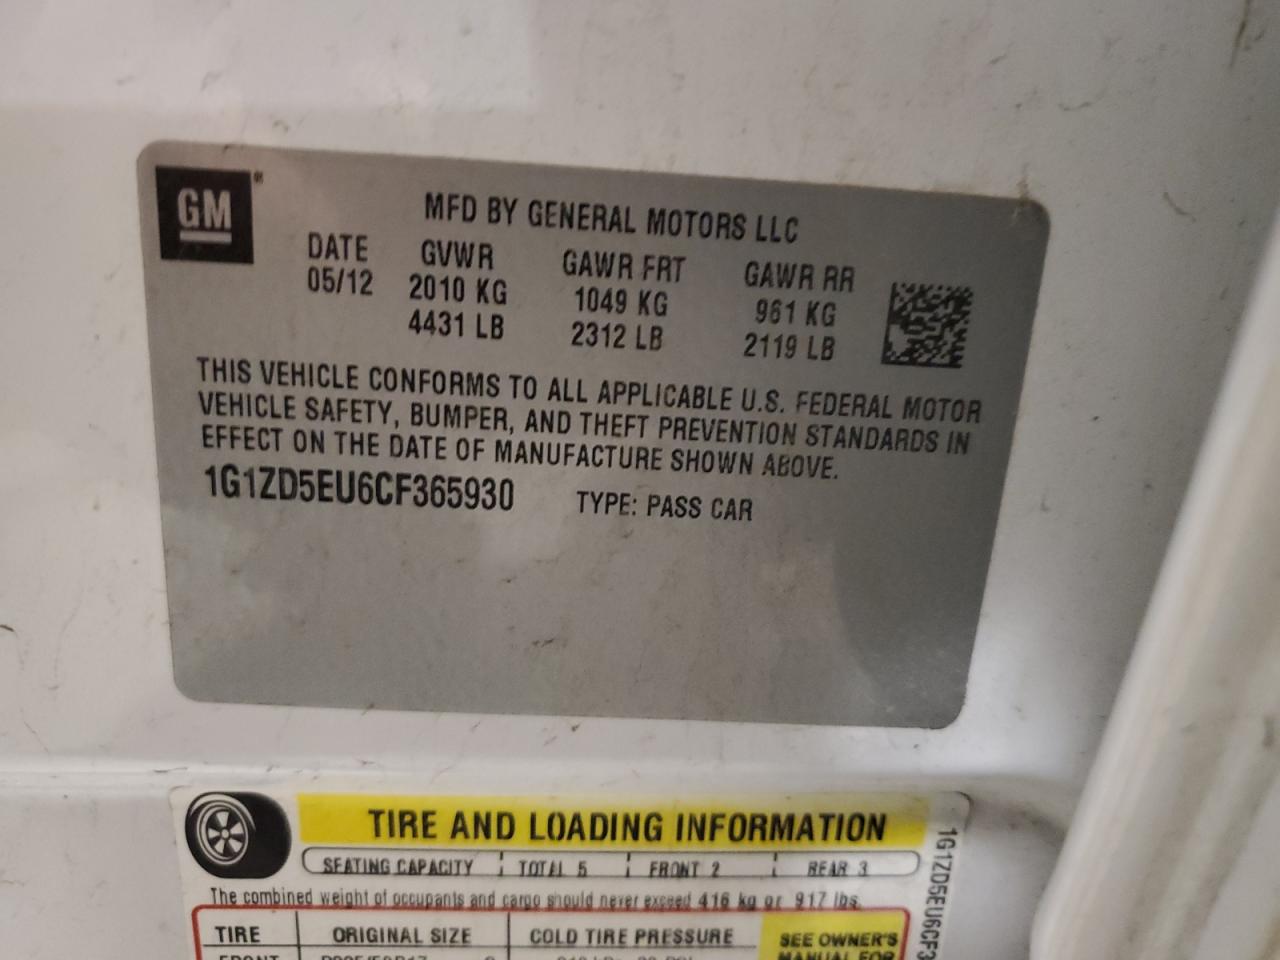 GM
MFD BY GENERAL MOTORS LLC
DATE GVWR GAWR FRT GAWR RR
05/12 2010 KG 1049 KG 961 KG
4431 LB 2312 LB 2119 LB
THIS VEHICLE CONFORMS TO ALL APPLICABLE U.S. FEDERAL MOTOR
VEHICLE SAFETY, BUMPER, AND THEFT PREVENTION STANDARDS IN
EFFECT ON THE DATE OF MANUFACTURE SHOWN ABOVE.
1G1ZD5EU6CF365930 TYPE: PASS CAR
TIRE AND LOADING INFORMATION
SEATING CAPACITY TOTAL 5 FRONT 2 REAR 3
The combined weight of occupants and cargo should never exceed 416 kg or 917 lbs.
TIRE ORIGINAL SIZE COLD TIRE PRESSURE SEE OWNER'S
FRONT MANUAL FOR
1G1ZD5EU6CF3